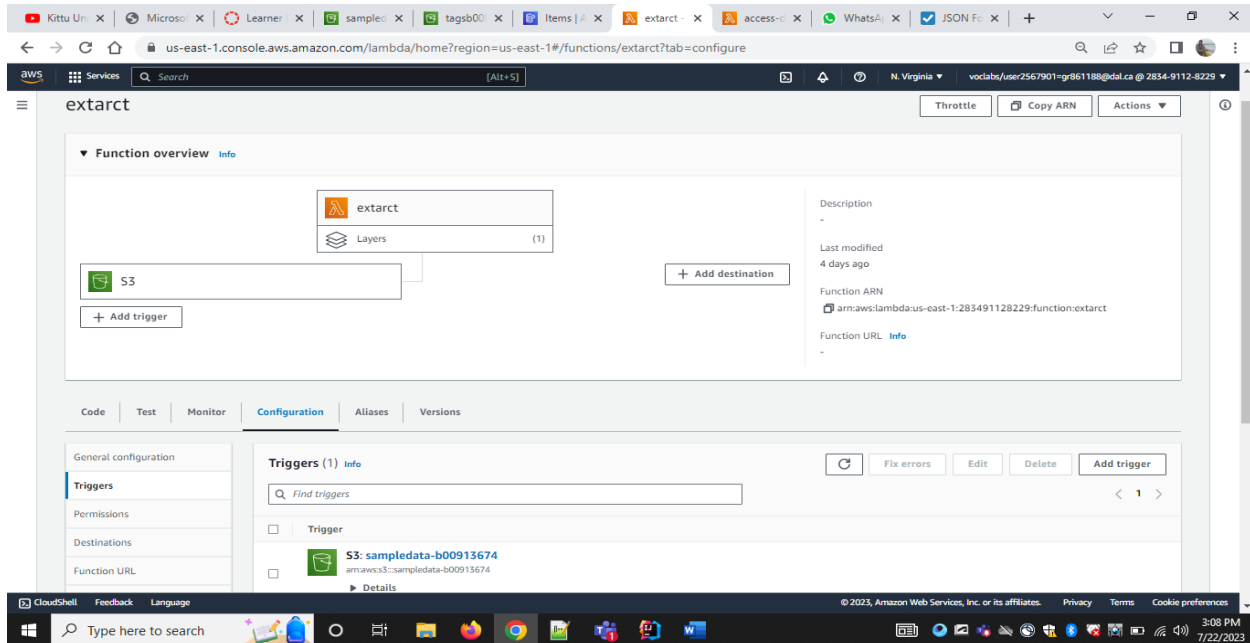 Kittu Un
Microsof
Learner
sampled
tagsb00
Items | A
extarct -
access-d
WhatsA
JSON Fo
us-east-1.console.aws.amazon.com/lambda/home?region=us-east-1#/functions/extarct?tab=configure
aws Services Search [Alt+S] N. Virginia ▼ voclabs/user2567901=gr861188@dal.ca @ 2834-9112-8229 ▼
extarct Throttle Copy ARN Actions ▼
▼ Function overview Info
extarct
Layers (1)
S3
+ Add trigger
+ Add destination
Description
-
Last modified
4 days ago
Function ARN
arn:aws:lambda:us-east-1:283491128229:function:extarct
Function URL Info
-
Code Test Monitor Configuration Aliases Versions
General configuration
Triggers
Permissions
Destinations
Function URL
Triggers (1) Info Fix errors Edit Delete Add trigger
Find triggers < 1 >
Trigger
S3: sampledata-b00913674
arn:aws:s3:::sampledata-b00913674
▶ Details
CloudShell Feedback Language © 2023, Amazon Web Services, Inc. or its affiliates. Privacy Terms Cookie preferences
Type here to search
3:08 PM
7/22/2023